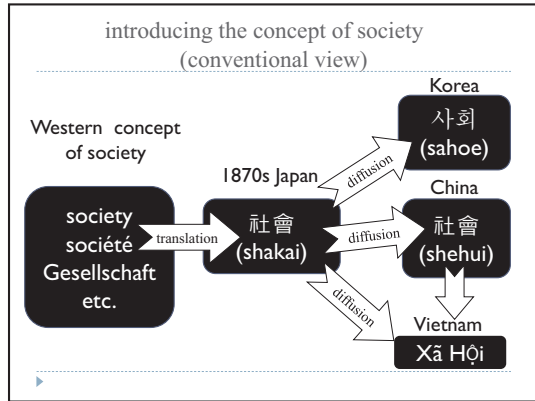 introducing the concept of society
(conventional view)
Western concept
of society
society
société
Gesellschaft
etc.
translation
1870s Japan
社會
(shakai)
diffusion
Korea
사회
(sahoe)
diffusion
China
社會
(shehui)
diffusion
Vietnam
Xã Hội